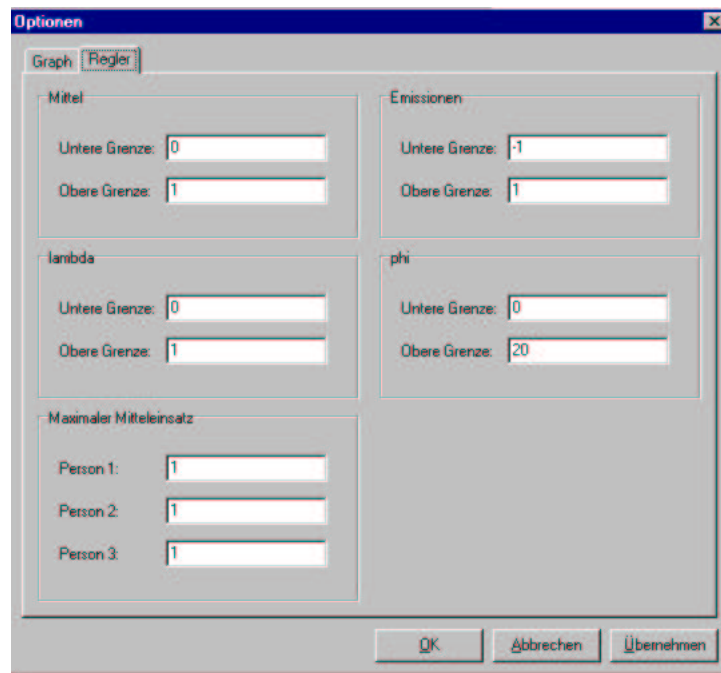 Optionen
Graph Regler
Mittel
Untere Grenze: 0
Obere Grenze: 1
Emissionen
Untere Grenze: -1
Obere Grenze: 1
lambda
Untere Grenze: 0
Obere Grenze: 1
phi
Untere Grenze: 0
Obere Grenze: 20
Maximaler Mitteleinsatz
Person 1: 1
Person 2: 1
Person 3: 1
OK Abbrechen Übernehmen